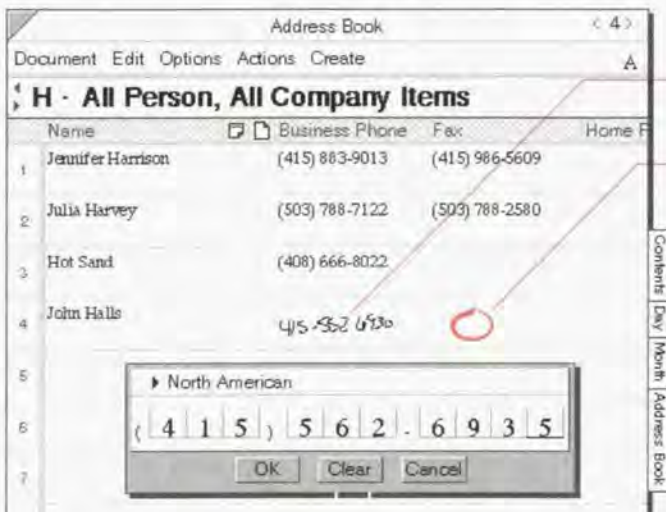 Address Book < 4 >
Document Edit Options Actions Create A
H · All Person, All Company Items
Name Business Phone Fax Home P
1 Jennifer Harrison (415) 883-9013 (415) 986-5609
2 Julia Harvey (503) 788-7122 (503) 788-2580
3 Hot Sand (408) 666-8022
4 John Halls 6930
5
North American
6
( 4 1 5 ) 5 6 2 - 6 9 3 5
OK Clear Cancel
7
Contents
Day
Month
Address Book